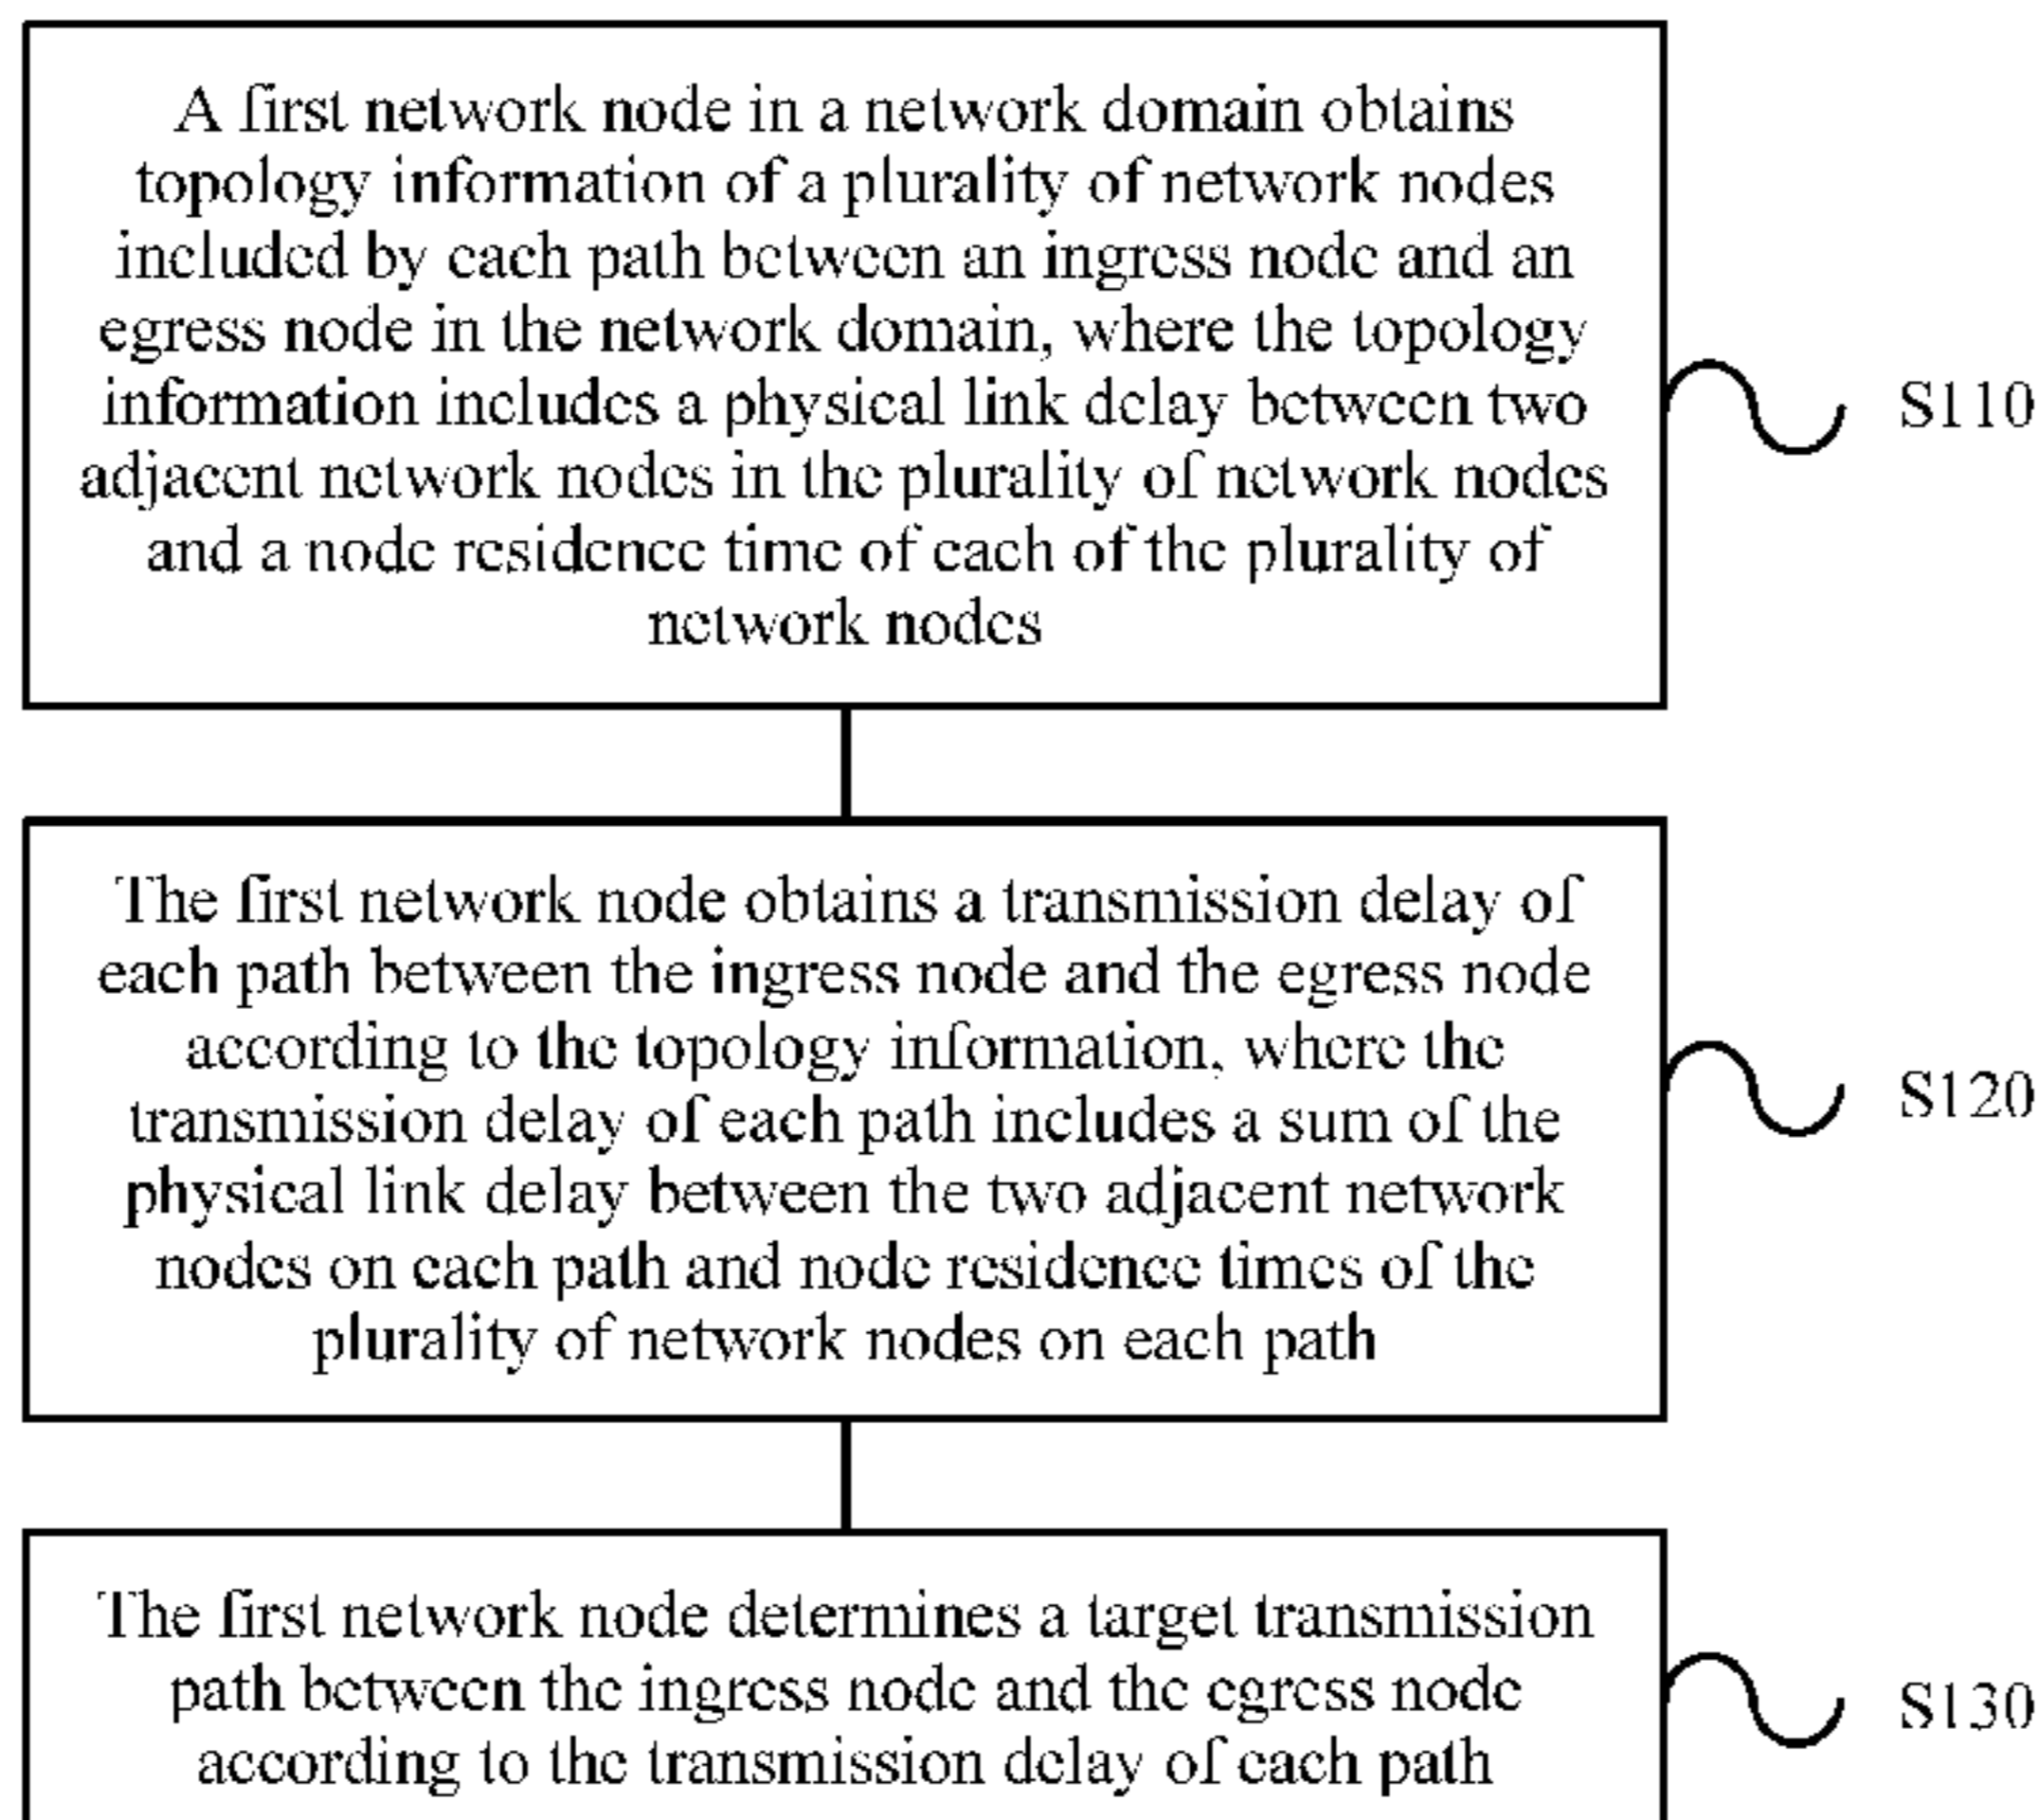 A first network node in a network domain obtains
topology information of a plurality of network nodes
included by each path between an ingress node and an
egress node in the network domain, where the topology
information includes a physical link delay between two
adjacent network nodes in the plurality of network nodes
and a node residence time of each of the plurality of
network nodes
S110
The first network node obtains a transmission delay of
each path between the ingress node and the egress node
according to the topology information, where the
transmission delay of each path includes a sum of the
physical link delay between the two adjacent network
nodes on each path and node residence times of the
plurality of network nodes on each path
S120
The first network node determines a target transmission
path between the ingress node and the egress node
according to the transmission delay of each path
S130